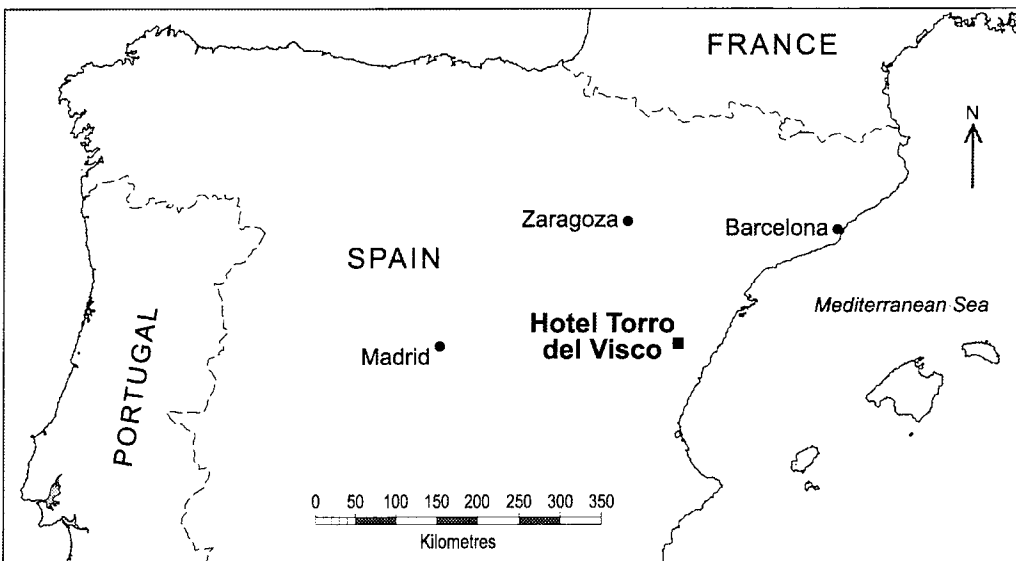 FRANCE
N
Zaragoza
Barcelona
SPAIN
Mediterranean Sea
Hotel Torro
del Visco
Madrid
PORTUGAL
0 50 100 150 200 250 300 350
Kilometres